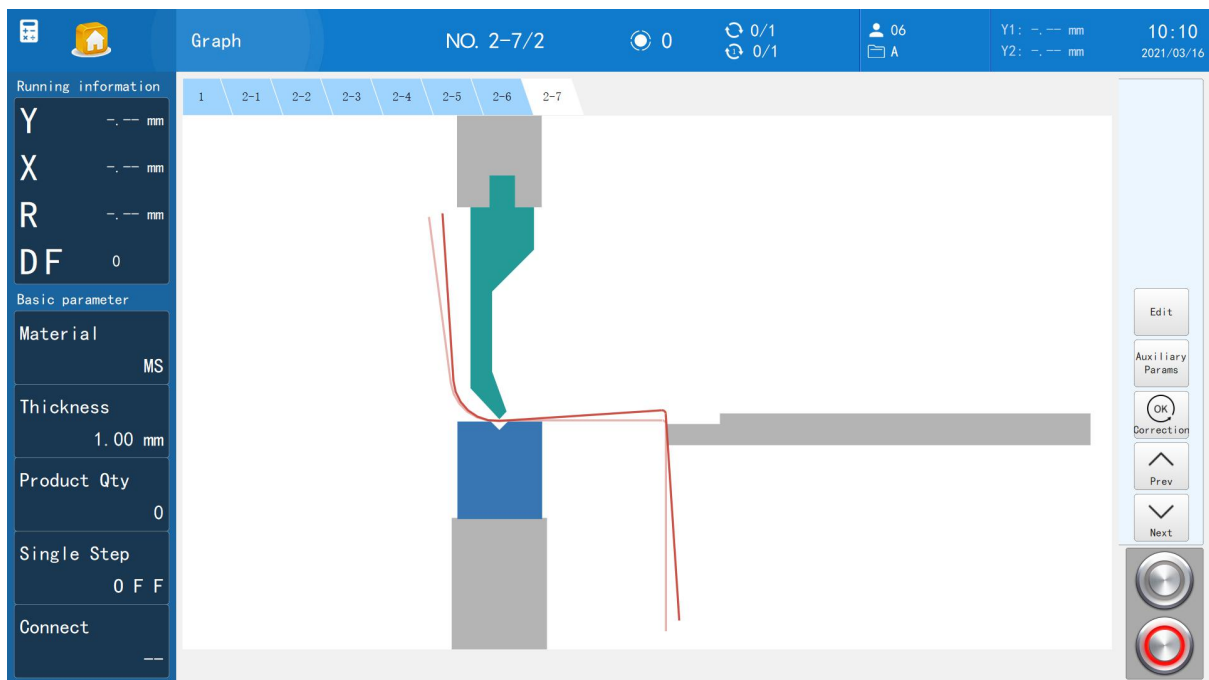 Graph
NO. 2-7/2
0
0/1
1 0/1
06
A
Y1: -.-- mm
Y2: -.-- mm
10:10
2021/03/16
Running information
Y -.-- mm
X -.-- mm
R -.-- mm
DF 0
Basic parameter
Material
MS
Thickness
1.00 mm
Product Qty
0
Single Step
OFF
Connect
--
1 2-1 2-2 2-3 2-4 2-5 2-6 2-7
Edit
Auxiliary
Params
OK
Correction
Prev
Next